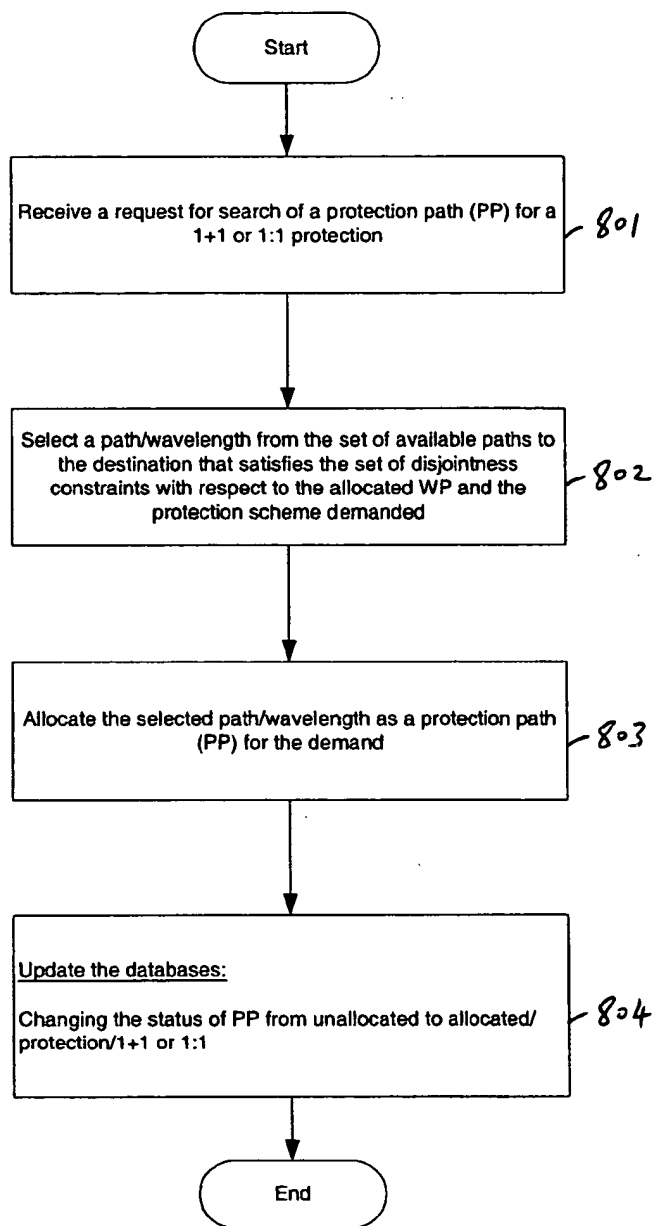 Start
Receive a request for search of a protection path (PP) for a
1+1 or 1:1 protection
801
Select a path/wavelength from the set of available paths to
the destination that satisfies the set of disjointness
constraints with respect to the allocated WP and the
protection scheme demanded
802
Allocate the selected path/wavelength as a protection path
(PP) for the demand
803
Update the databases:
Changing the status of PP from unallocated to allocated/
protection/1+1 or 1:1
804
End